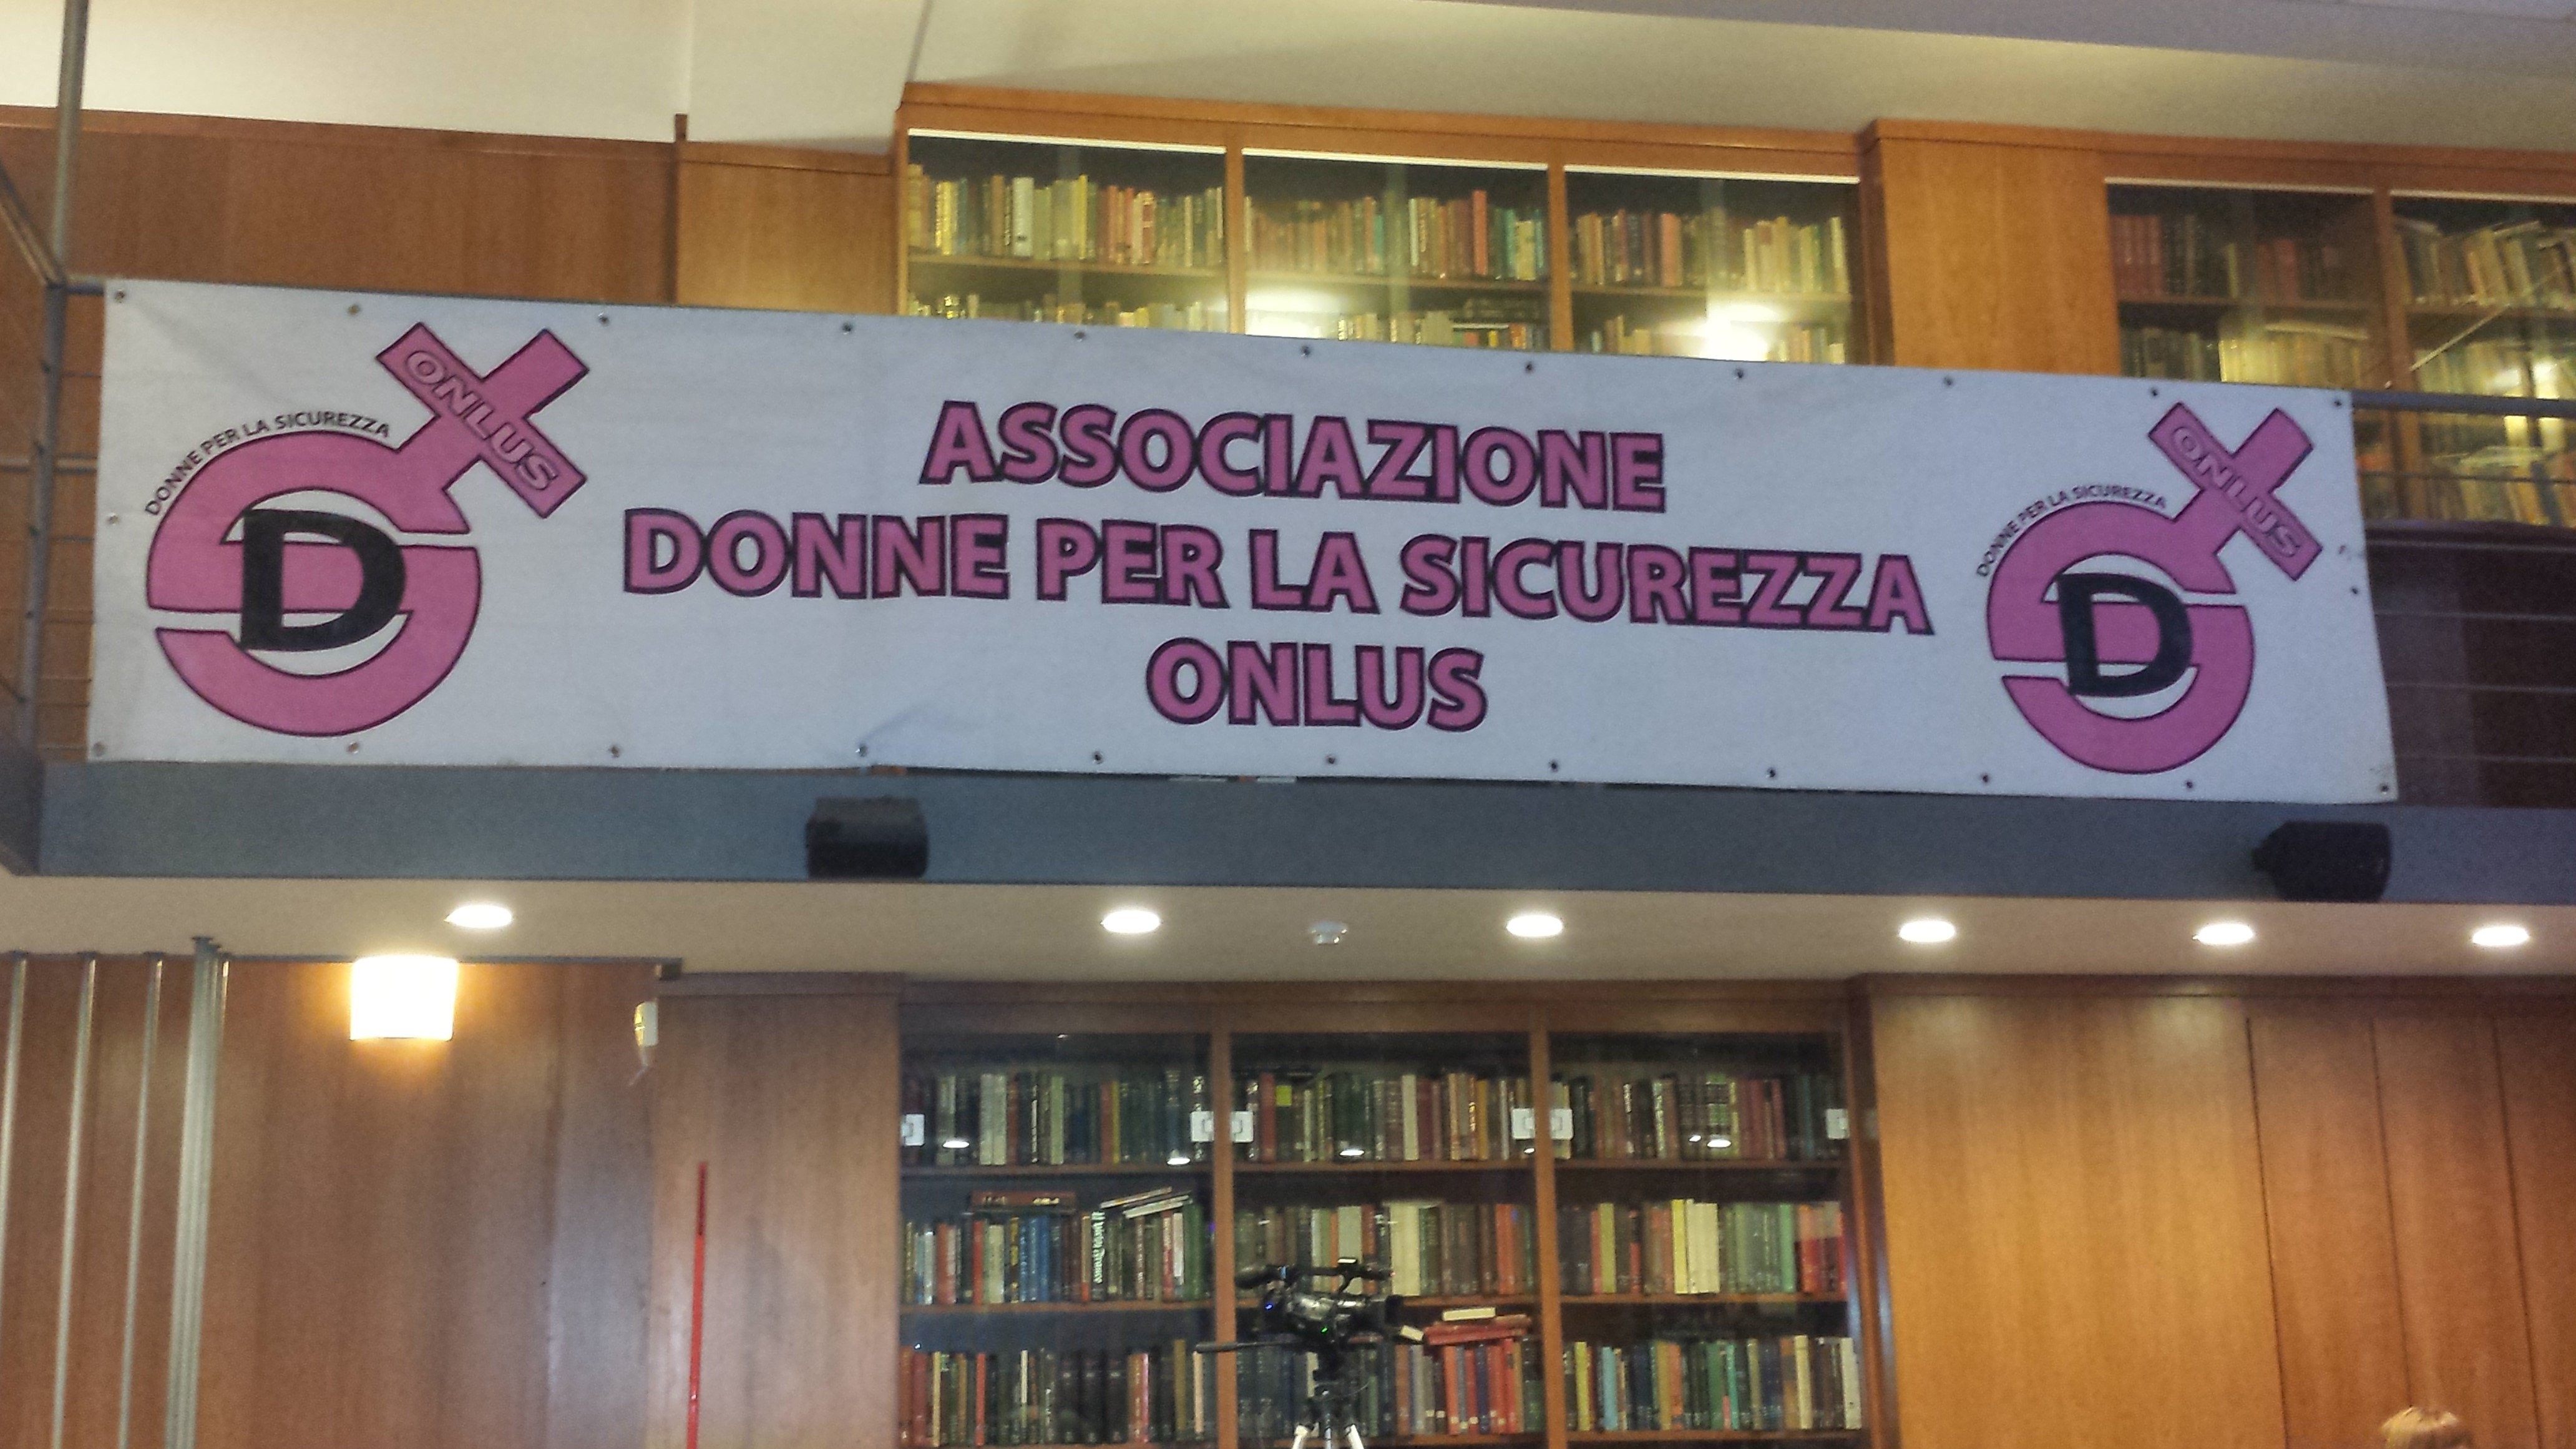 DONNE PER LA SICUREZZA
ONLUS
D
ASSOCIAZIONE
DONNE PER LA SICUREZZA
ONLUS
DONNE PER LA SICUREZZA
ONLUS
D